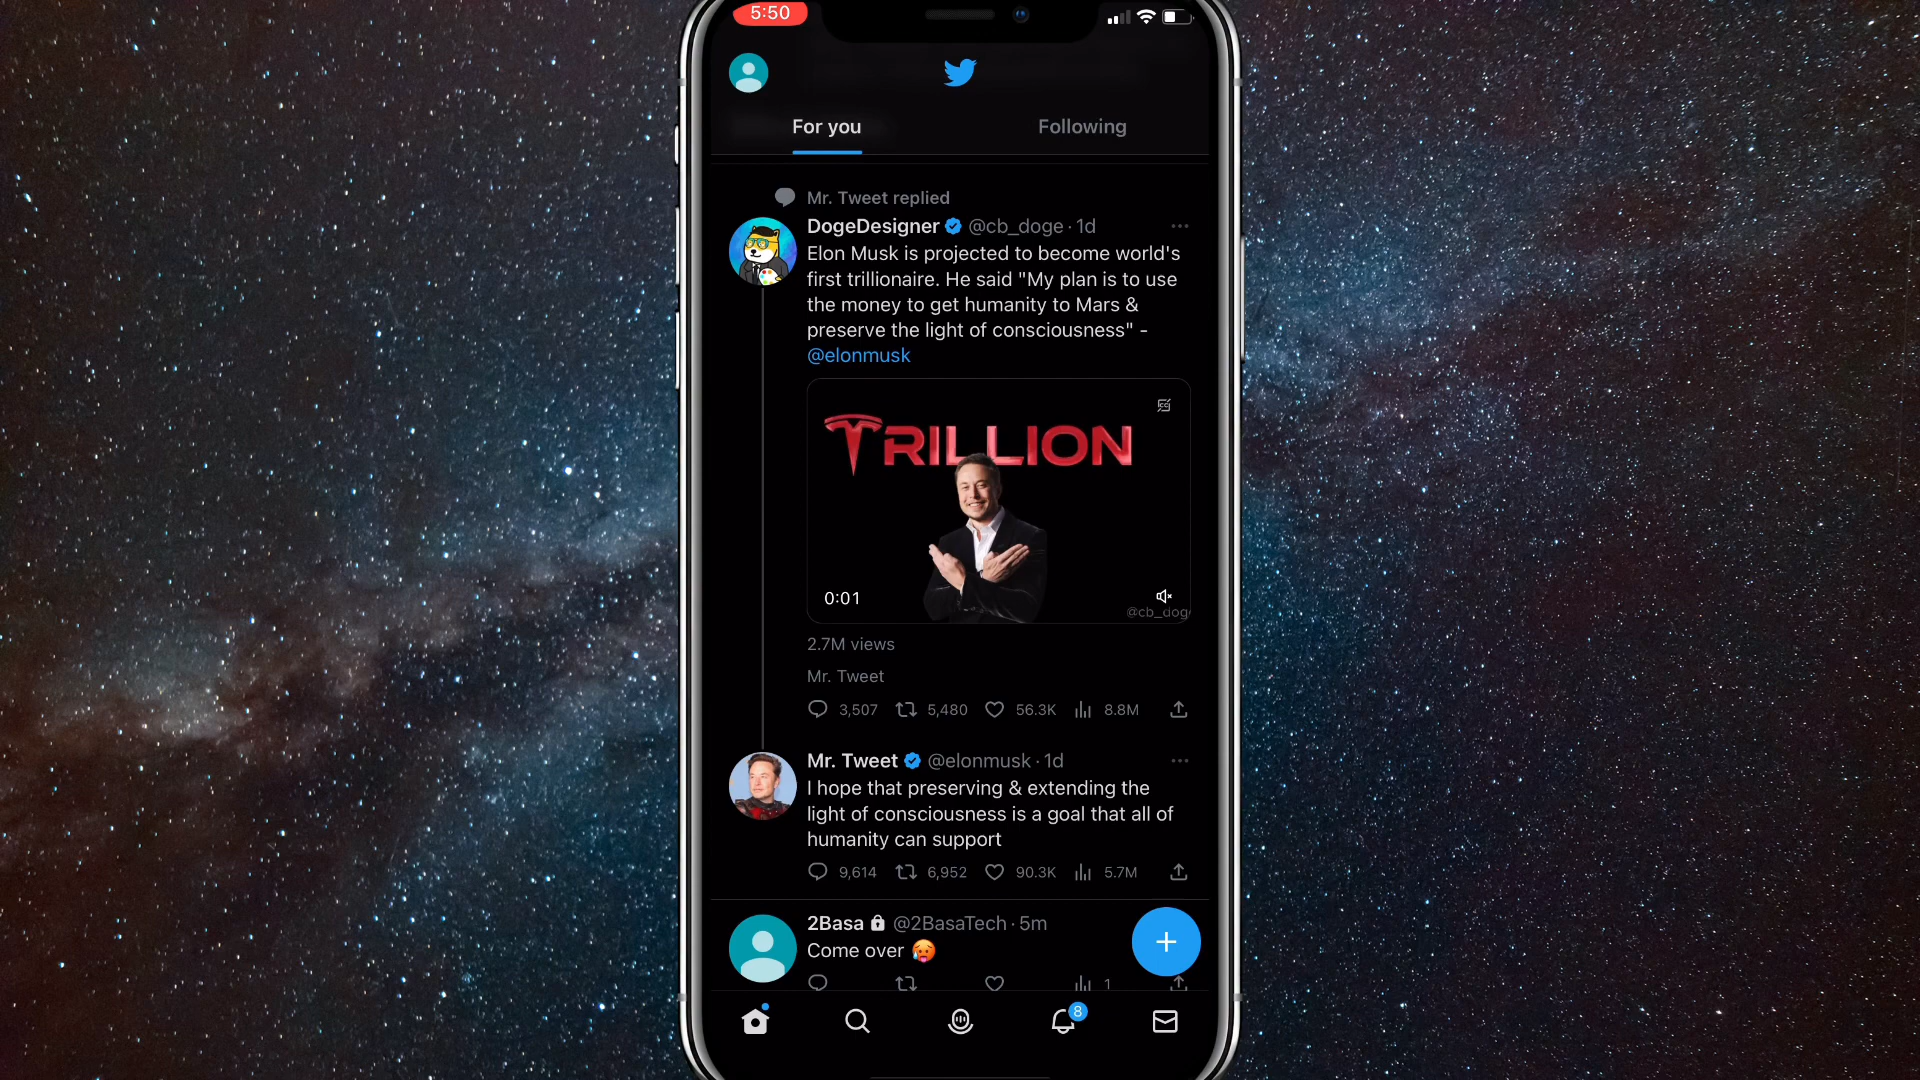 5:50
For you
Following
Mr. Tweet replied
DogeDesigner @cb_doge · 1d
Elon Musk is projected to become world's
first trillionaire. He said "My plan is to use
the money to get humanity to Mars &
preserve the light of consciousness" -
@elonmusk
CC
TRILLION
0:01
@cb_dog
2.7M views
Mr. Tweet
3,507 5,480 56.3K 8.8M
Mr. Tweet @elonmusk · 1d
I hope that preserving & extending the
light of consciousness is a goal that all of
humanity can support
9,614 6,952 90.3K 5.7M
2Basa @2BasaTech · 5m
Come over 🥵
1
8